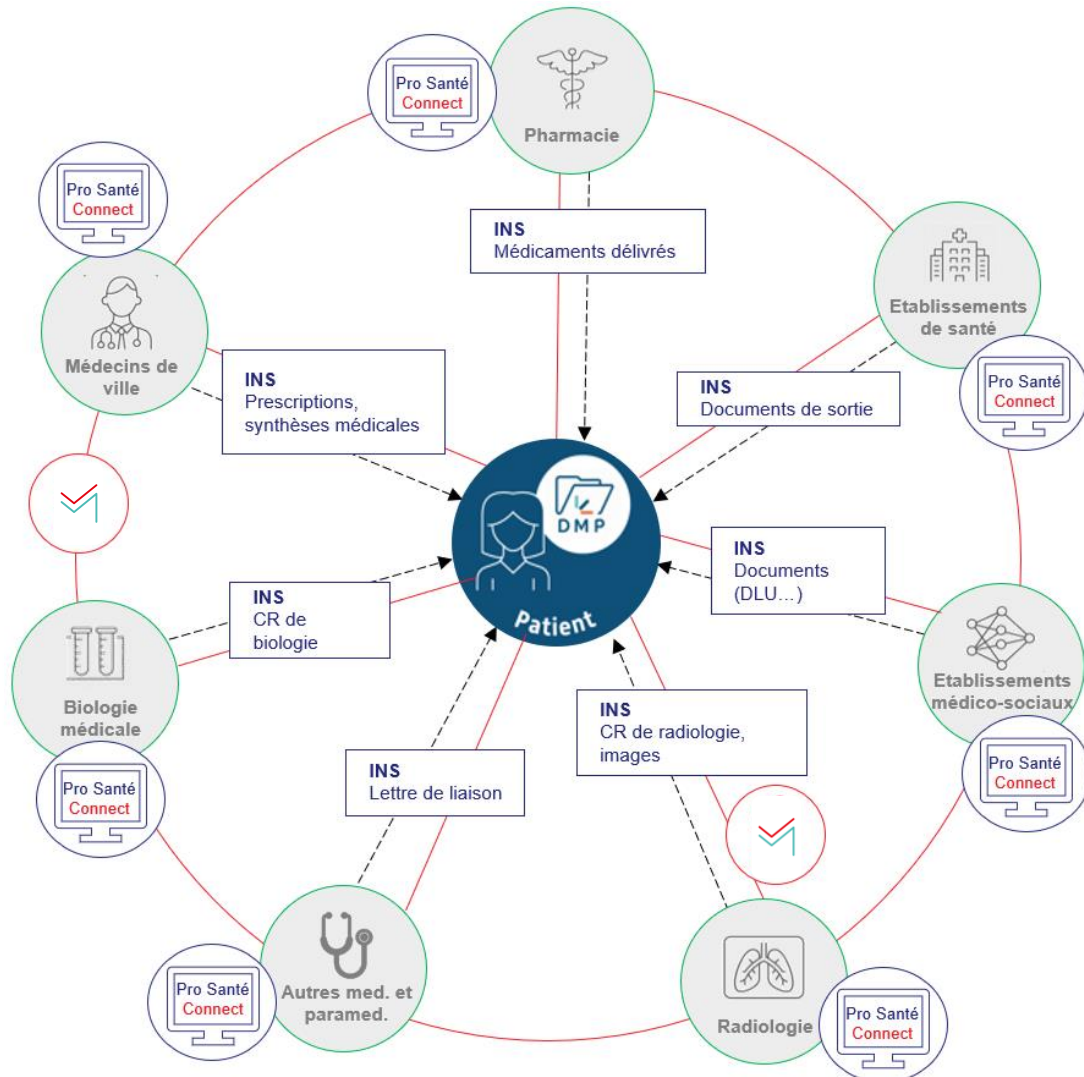 Pro Santé
Connect
Pharmacie
Pro Santé
Connect
INS
Médicaments délivrés
Etablissements
de santé
Médecins de
ville
INS
Prescriptions,
synthèses médicales
INS
Documents de sortie
Pro Santé
Connect
DMP
Patient
INS
Documents
(DLU...)
INS
CR de
biologie
Biologie
médicale
Etablissements
médico-sociaux
INS
CR de radiologie,
images
INS
Lettre de liaison
Pro Santé
Connect
Pro Santé
Connect
Autres med. et
paramed.
Pro Santé
Connect
Radiologie
Pro Santé
Connect